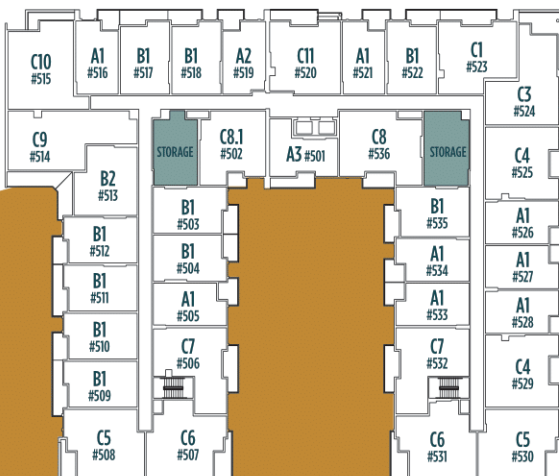 C10
#515
A1
#516
B1
#517
B1
#518
A2
#519
C11
#520
A1
#521
B1
#522
C1
#523
C3
#524
C9
#514
STORAGE
C8.1
#502
A3 #501
C8
#536
STORAGE
C4
#525
B2
#513
B1
#503
B1
#535
A1
#526
B1
#512
B1
#504
A1
#534
A1
#527
B1
#511
A1
#505
A1
#533
A1
#528
B1
#510
C7
#506
C7
#532
C4
#529
B1
#509
C5
#508
C6
#507
C6
#531
C5
#530